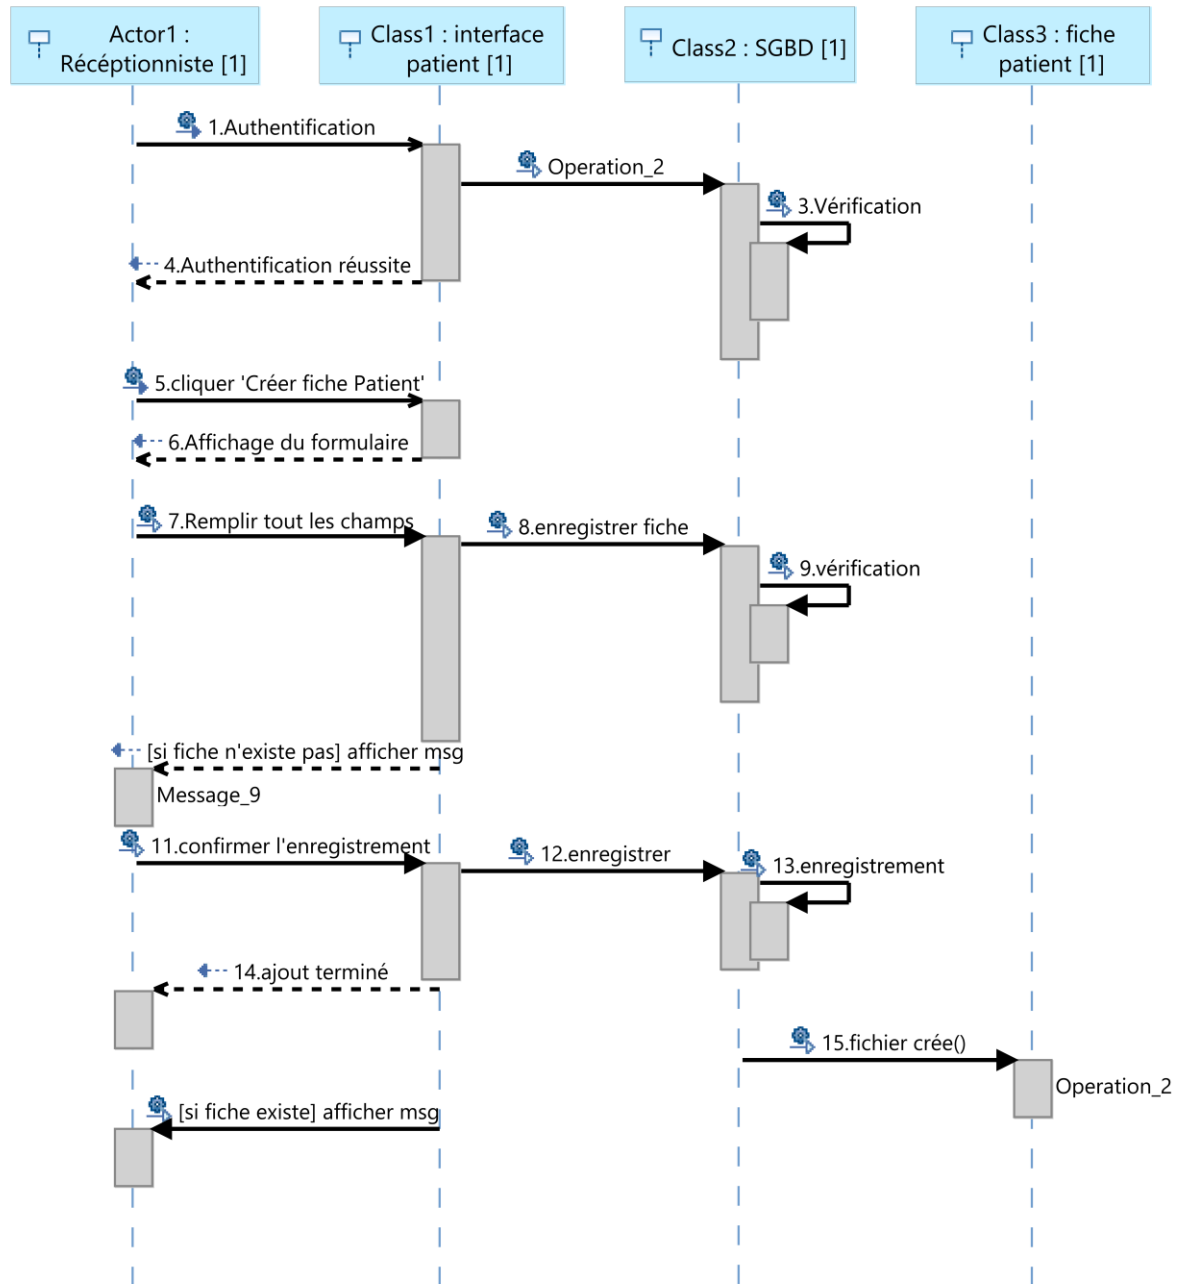 Actor1 :
Récéptionniste [1]
Class1 : interface
patient [1]
Class2 : SGBD [1]
Class3 : fiche
patient [1]
1.Authentification
Operation_2
3.Vérification
4.Authentification réussite
5.cliquer 'Créer fiche Patient'
6.Affichage du formulaire
7.Remplir tout les champs
8.enregistrer fiche
9.vérification
[si fiche n'existe pas] afficher msg
Message_9
11.confirmer l'enregistrement
12.enregistrer
13.enregistrement
14.ajout terminé
15.fichier crée()
Operation_2
[si fiche existe] afficher msg